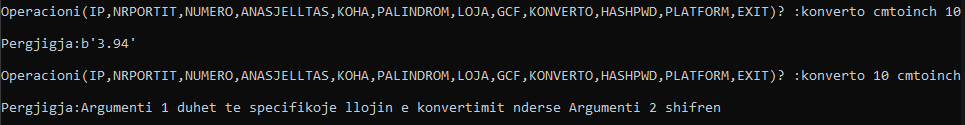 Operacioni(IP,NRPORTIT,NUMERO,ANASJELLTAS,KOHA,PALINDROM,LOJA,GCF,KONVERTO,HASHPWD,PLATFORM,EXIT)? :konverto cmtoinch 10
Pergjigja:b'3.94'
Operacioni(IP,NRPORTIT,NUMERO,ANASJELLTAS,KOHA,PALINDROM,LOJA,GCF,KONVERTO,HASHPWD,PLATFORM,EXIT)? :konverto 10 cmtoinch
Pergjigja:Argumenti 1 duhet te specifikoje llojin e konvertimit nderse Argumenti 2 shifren